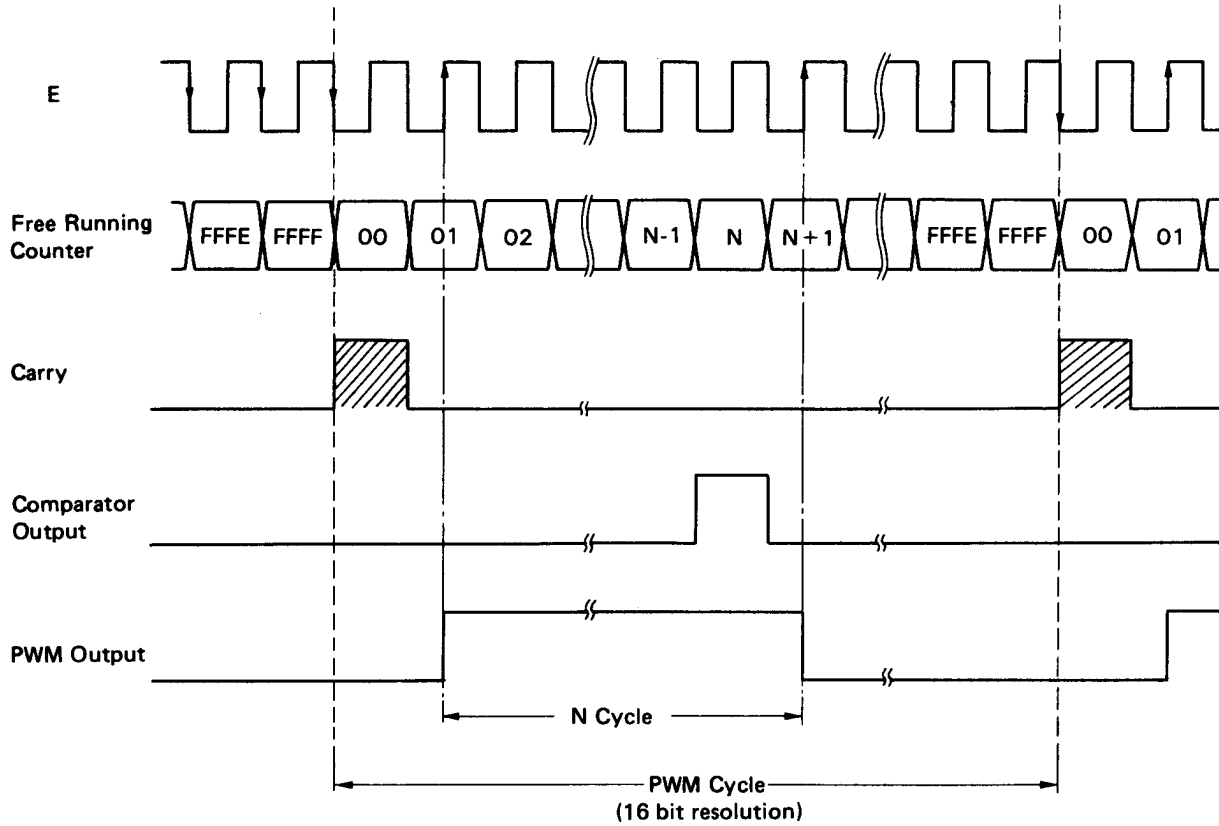 E
Free Running
Counter
FFFE FFFF 00 01 02 N-1 N N+1 FFFE FFFF 00 01
Carry
Comparator
Output
PWM Output
N Cycle
PWM Cycle
(16 bit resolution)